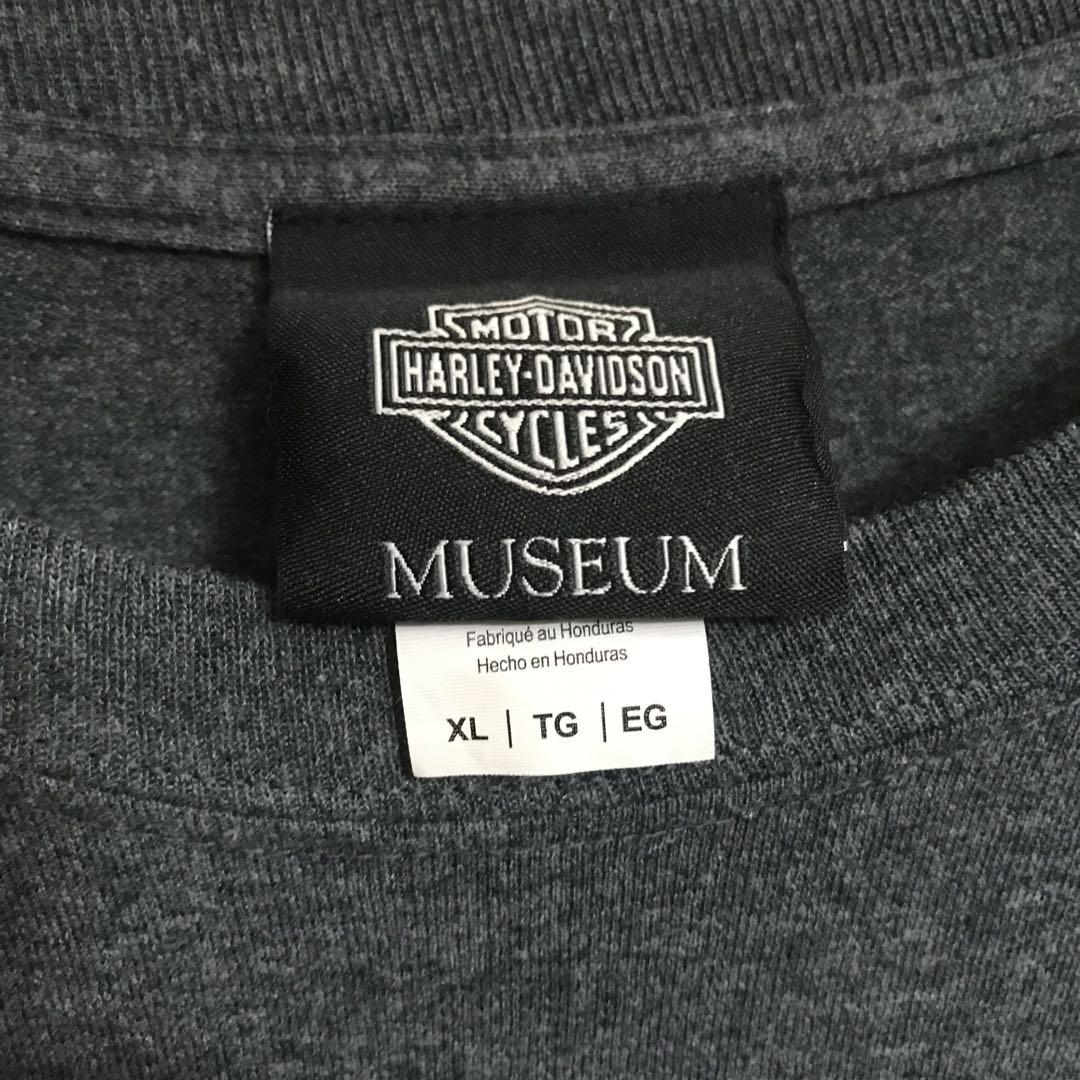 MOTOR
HARLEY-DAVIDSON
CYCLES
MUSEUM
Fabriqué au Honduras
Hecho en Honduras
XL | TG | EG